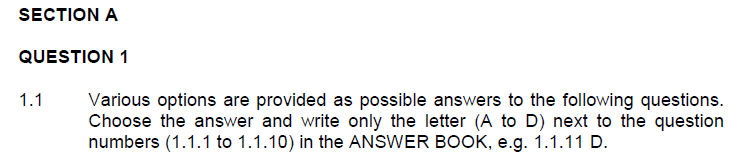 SECTION A
QUESTION 1
1.1 Various options are provided as possible answers to the following questions.
Choose the answer and write only the letter (A to D) next to the question
numbers (1.1.1 to 1.1.10) in the ANSWER BOOK, e.g. 1.1.11 D.